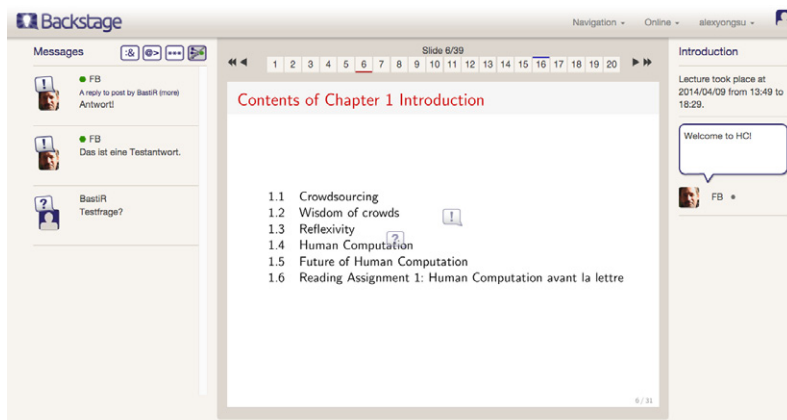 Backstage
Navigation
Online
alexyongsu
Messages
:&
@>
•••
FB
A reply to post by BastiR (more)
Antwort!
FB
Das ist eine Testantwort.
BastiR
Testfrage?
Slide 6/39
1 2 3 4 5 6 7 8 9 10 11 12 13 14 15 16 17 18 19 20
Contents of Chapter 1 Introduction
1.1 Crowdsourcing
1.2 Wisdom of crowds
1.3 Reflexivity
1.4 Human Computation
1.5 Future of Human Computation
1.6 Reading Assignment 1: Human Computation avant la lettre
!
?
6 / 31
Introduction
Lecture took place at
2014/04/09 from 13:49 to
18:29.
Welcome to HC!
FB